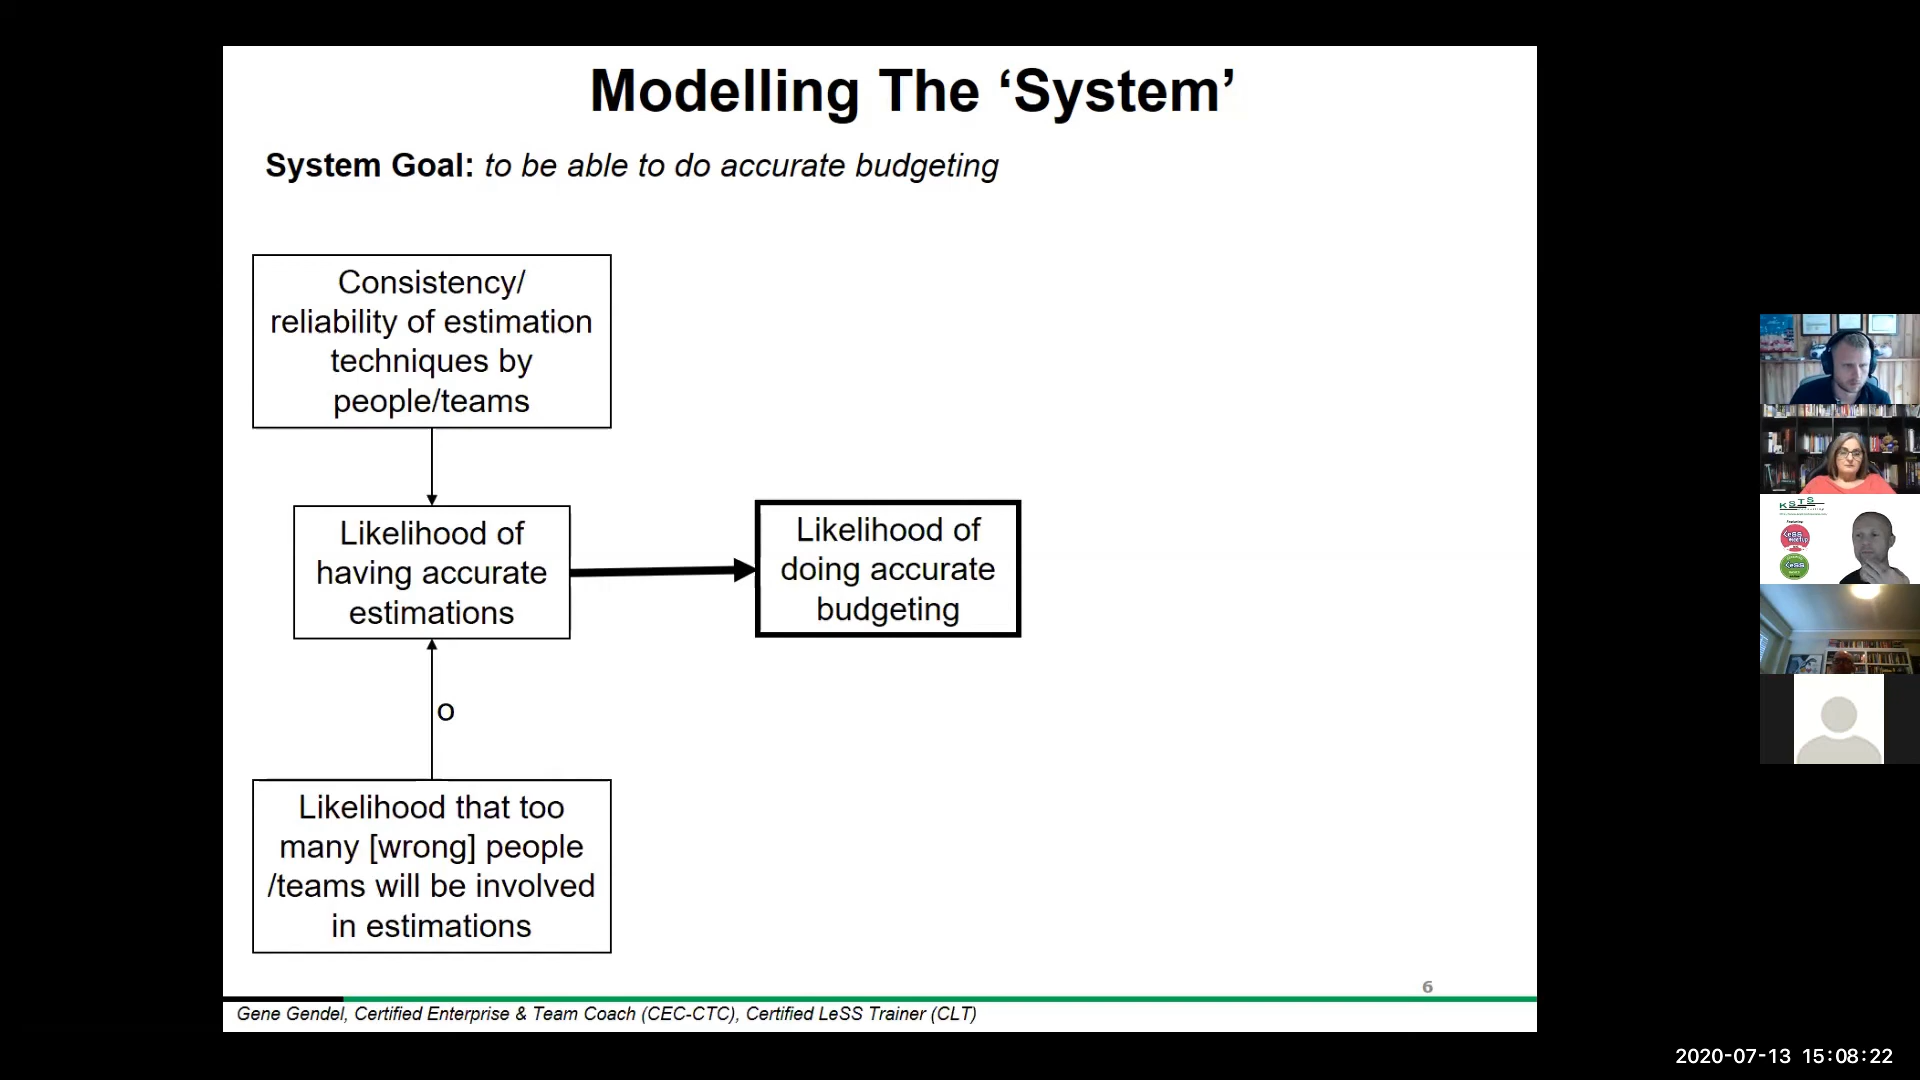 Modelling The ‘System’
System Goal: to be able to do accurate budgeting
Consistency/
reliability of estimation
techniques by
people/teams
Likelihood of
having accurate
estimations
Likelihood of
doing accurate
budgeting
o
Likelihood that too
many [wrong] people
/teams will be involved
in estimations
6
Gene Gendel, Certified Enterprise & Team Coach (CEC-CTC), Certified LeSS Trainer (CLT)
KSTS
LeSS
LeSS
2020-07-13 15:08:22